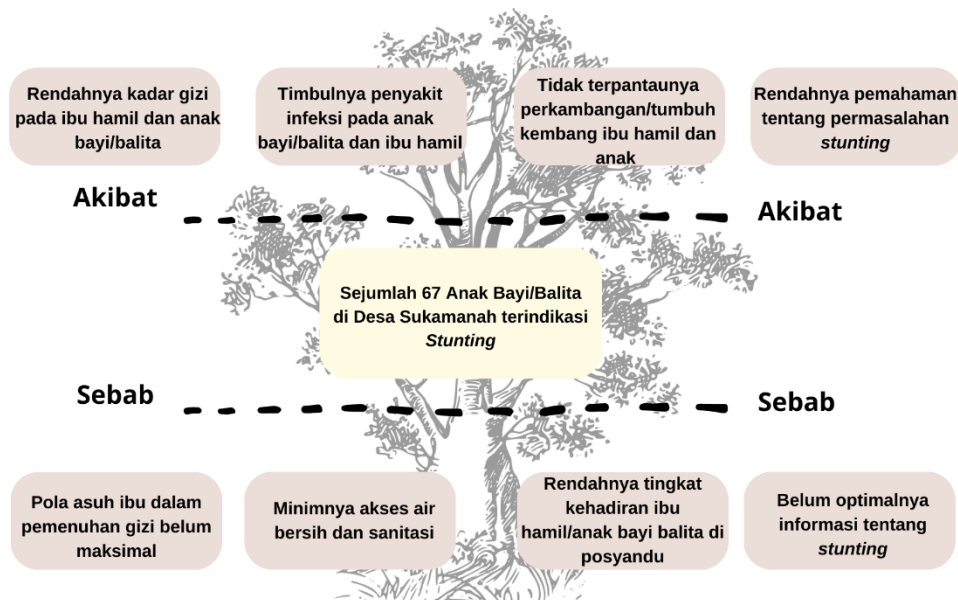 Rendahnya kadar gizi
pada ibu hamil dan anak
bayi/balita
Timbulnya penyakit
infeksi pada anak
bayi/balita dan ibu hamil
Tidak terpantaunya
perkambangan/tumbuh
kembang ibu hamil dan
anak
Rendahnya pemahaman
tentang permasalahan
stunting
Akibat
Akibat
Sejumlah 67 Anak Bayi/Balita
di Desa Sukamanah terindikasi
Stunting
Sebab
Sebab
Pola asuh ibu dalam
pemenuhan gizi belum
maksimal
Minimnya akses air
bersih dan sanitasi
Rendahnya tingkat
kehadiran ibu
hamil/anak bayi balita di
posyandu
Belum optimalnya
informasi tentang
stunting